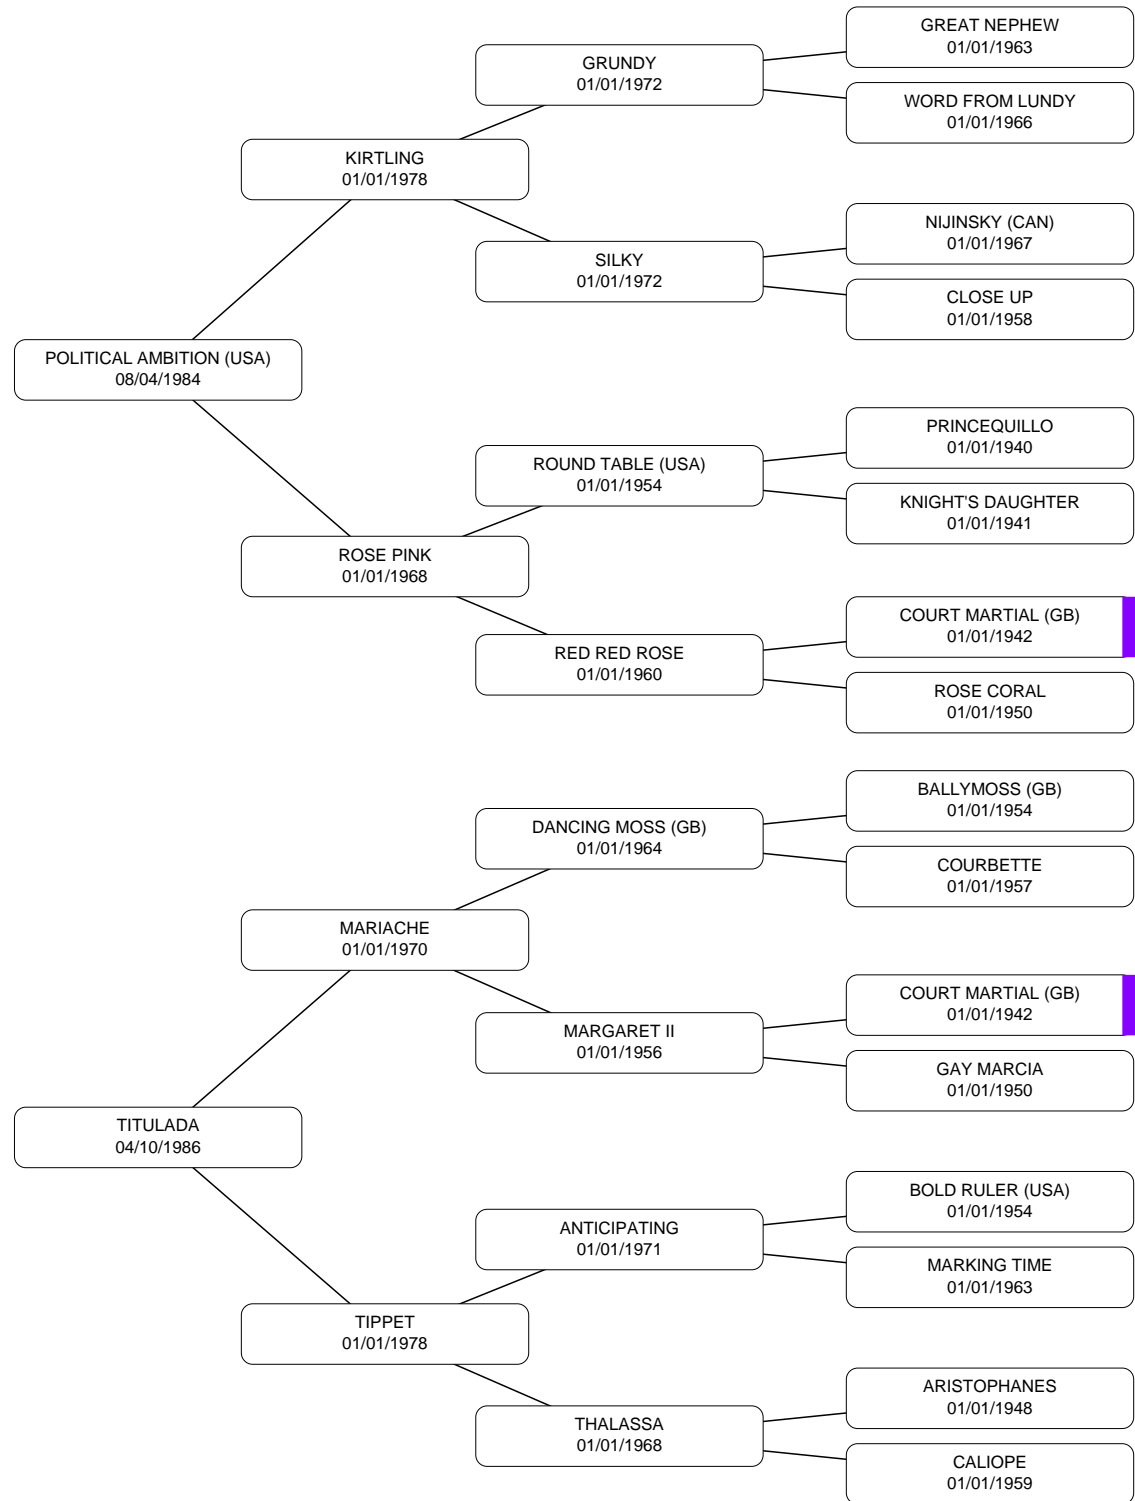 GREAT NEPHEW
01/01/1963
GRUNDY
01/01/1972
WORD FROM LUNDY
01/01/1966
KIRTLING
01/01/1978
NIJINSKY (CAN)
01/01/1967
SILKY
01/01/1972
CLOSE UP
01/01/1958
POLITICAL AMBITION (USA)
08/04/1984
PRINCEQUILLO
01/01/1940
ROUND TABLE (USA)
01/01/1954
KNIGHT'S DAUGHTER
01/01/1941
ROSE PINK
01/01/1968
COURT MARTIAL (GB)
01/01/1942
RED RED ROSE
01/01/1960
ROSE CORAL
01/01/1950
BALLYMOSS (GB)
01/01/1954
DANCING MOSS (GB)
01/01/1964
COURBETTE
01/01/1957
MARIACHE
01/01/1970
COURT MARTIAL (GB)
01/01/1942
MARGARET II
01/01/1956
GAY MARCIA
01/01/1950
TITULADA
04/10/1986
BOLD RULER (USA)
01/01/1954
ANTICIPATING
01/01/1971
MARKING TIME
01/01/1963
TIPPET
01/01/1978
ARISTOPHANES
01/01/1948
THALASSA
01/01/1968
CALIOPE
01/01/1959